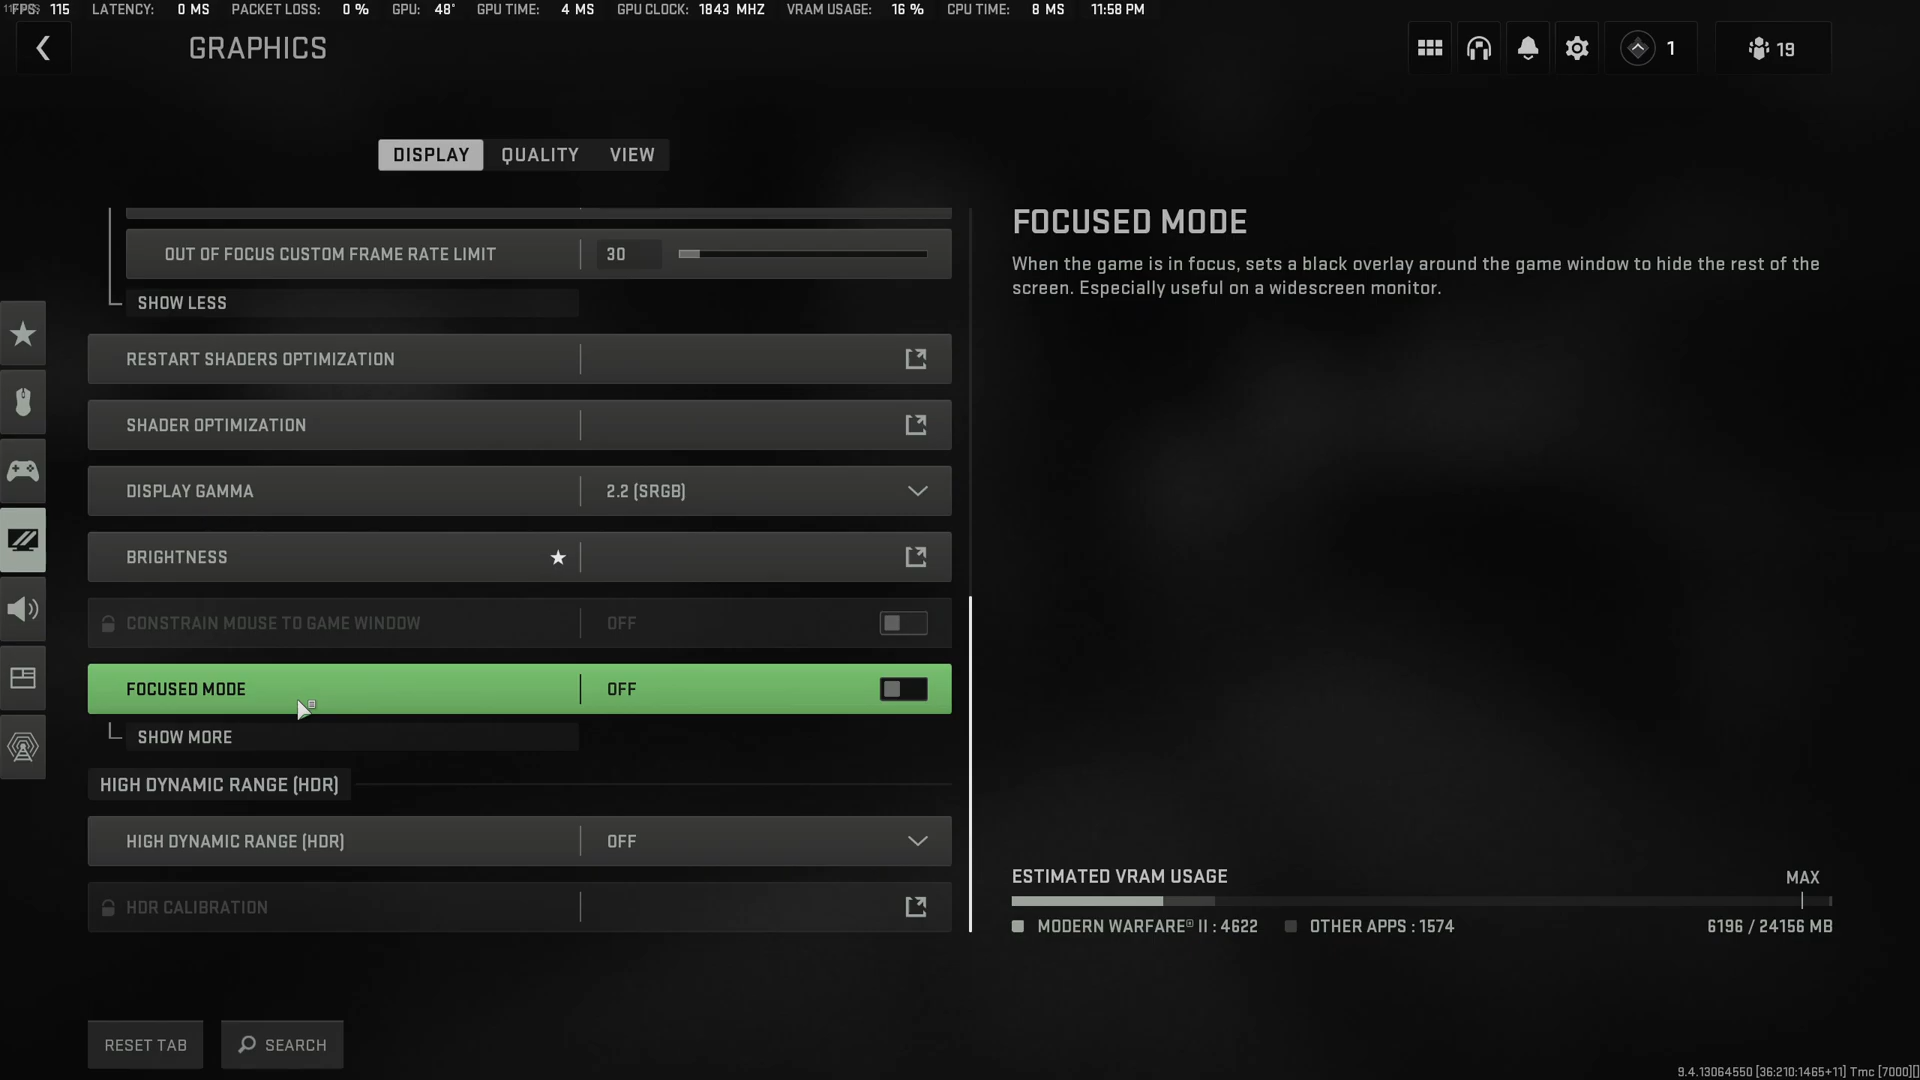 FPS: 115 LATENCY: 0 MS PACKET LOSS: 0 % GPU: 48° GPU TIME: 4 MS GPU CLOCK: 1843 MHZ VRAM USAGE: 16 % CPU TIME: 8 MS 11:58 PM
GRAPHICS
1
19
DISPLAY QUALITY VIEW
OUT OF FOCUS CUSTOM FRAME RATE LIMIT 30
SHOW LESS
RESTART SHADERS OPTIMIZATION
SHADER OPTIMIZATION
DISPLAY GAMMA 2.2 (SRGB)
BRIGHTNESS
CONSTRAIN MOUSE TO GAME WINDOW OFF
FOCUSED MODE OFF
SHOW MORE
HIGH DYNAMIC RANGE (HDR)
HIGH DYNAMIC RANGE (HDR) OFF
HDR CALIBRATION
FOCUSED MODE
When the game is in focus, sets a black overlay around the game window to hide the rest of the
screen. Especially useful on a widescreen monitor.
ESTIMATED VRAM USAGE MAX
MODERN WARFARE® II : 4622 OTHER APPS : 1574 6196 / 24156 MB
RESET TAB SEARCH
9.4.13064550 [36:210:1465+11] Tmc [7000][]